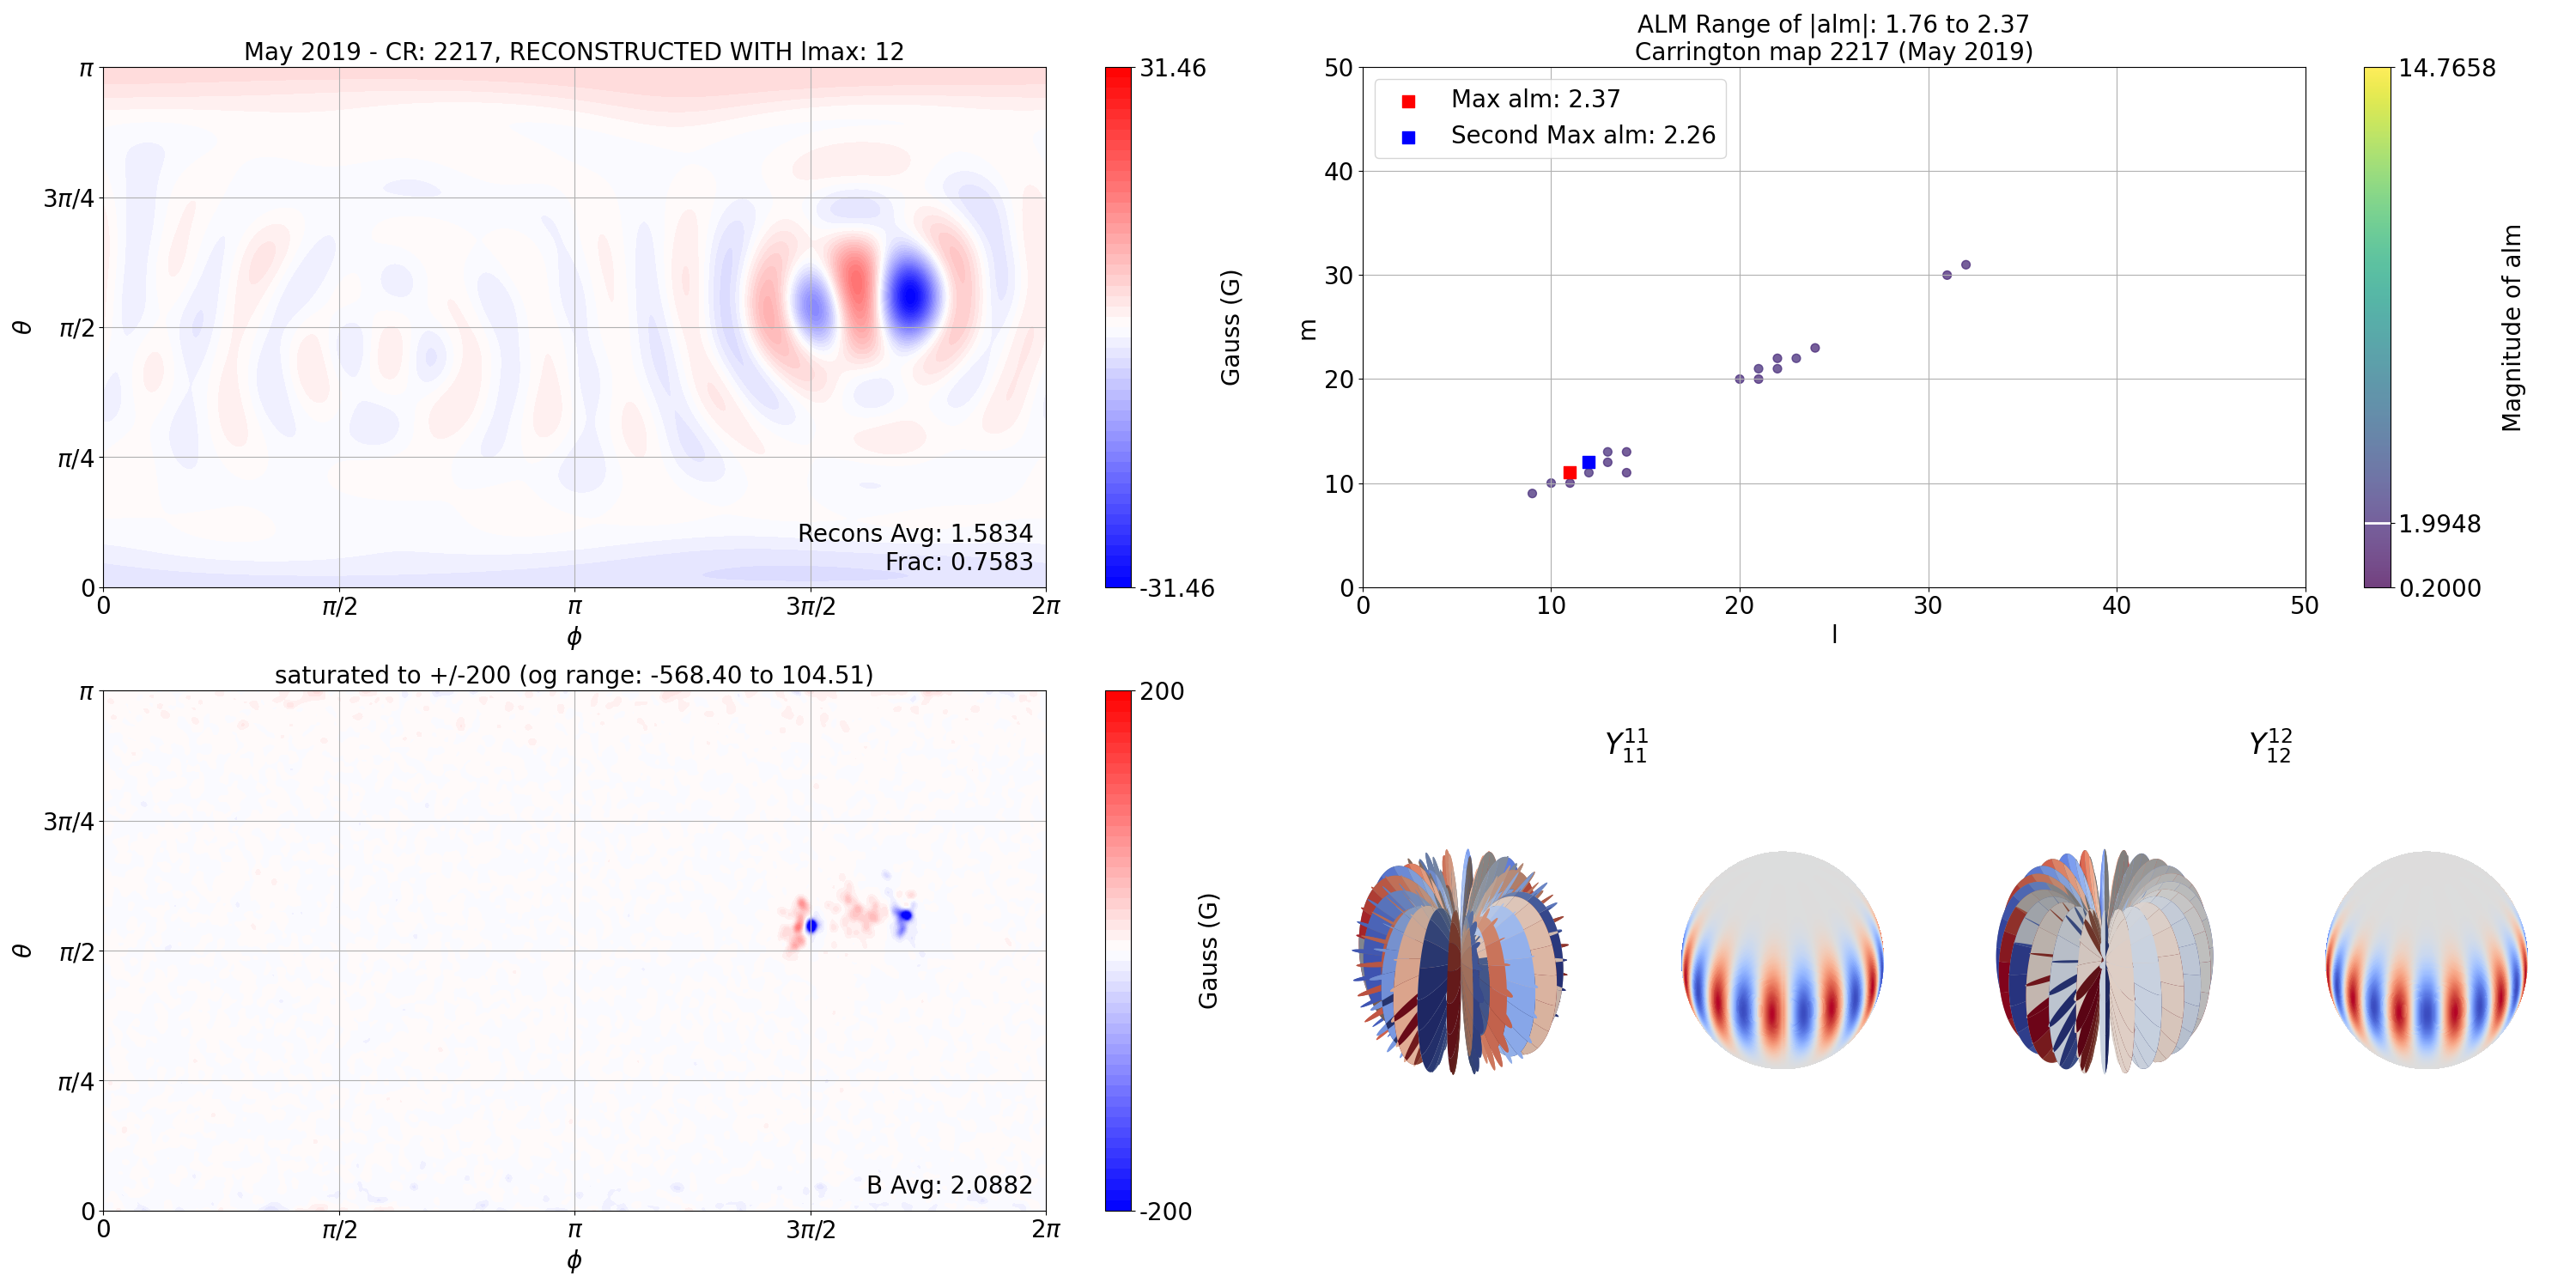 May 2019 - CR: 2217, RECONSTRUCTED WITH lmax: 12
π
3π/4
π/2
π/4
0
θ
0
π/2
π
3π/2
2π
ϕ
Recons Avg: 1.5834
Frac: 0.7583
31.46
-31.46
Gauss (G)
ALM Range of |alm|: 1.76 to 2.37
Carrington map 2217 (May 2019)
Max alm: 2.37
Second Max alm: 2.26
50
40
30
20
10
0
m
0
10
20
30
40
50
l
14.7658
1.9948
0.2000
Magnitude of alm
saturated to +/-200 (og range: -568.40 to 104.51)
π
3π/4
π/2
π/4
0
θ
0
π/2
π
3π/2
2π
ϕ
B Avg: 2.0882
200
-200
Gauss (G)
Y_{11}^{11}
Y_{12}^{12}